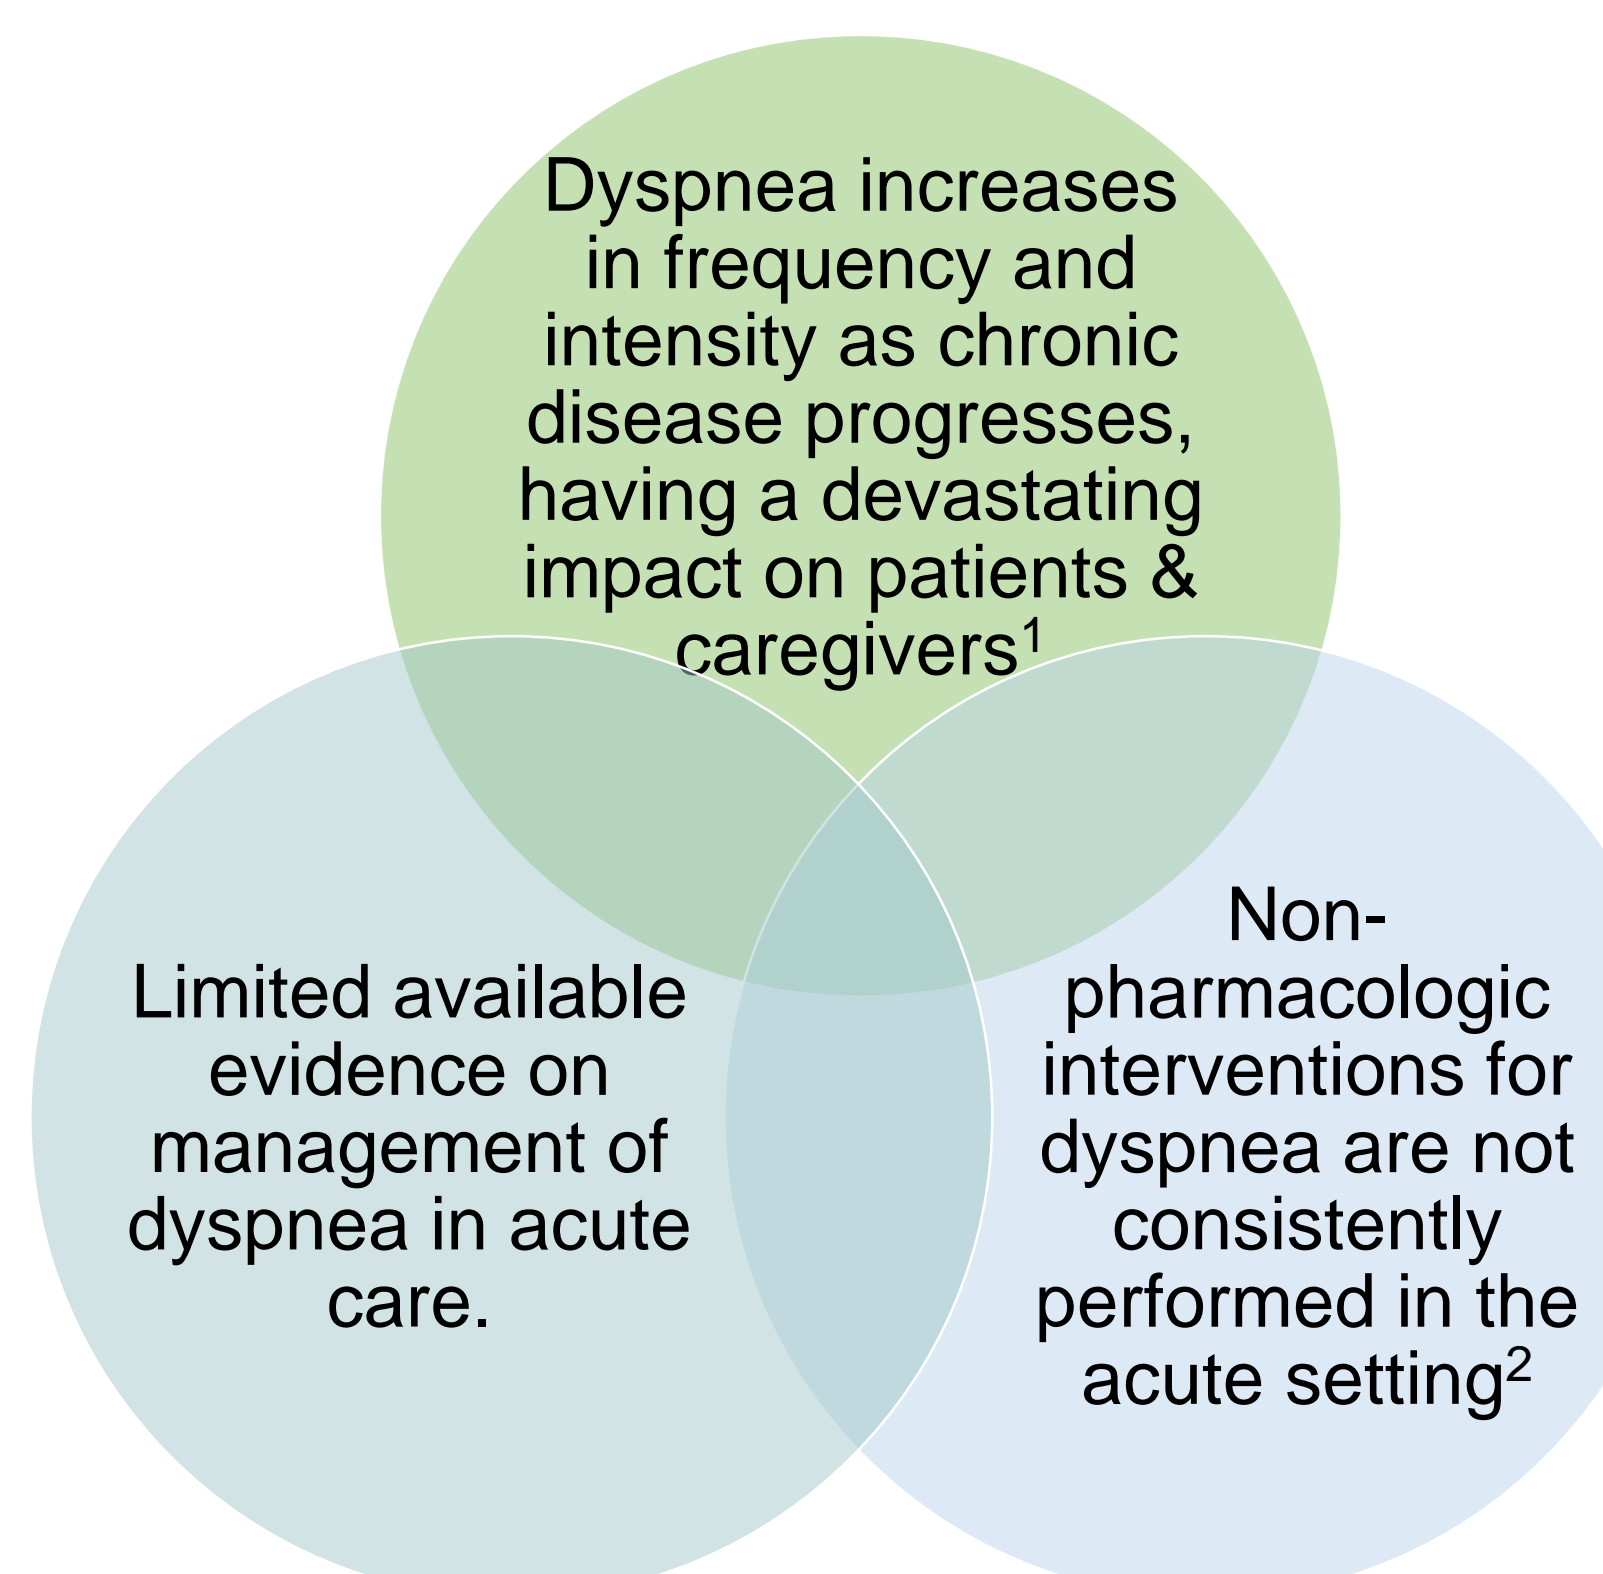 Dyspnea increases
in frequency and
intensity as chronic
disease progresses,
having a devastating
impact on patients &
caregivers¹
Limited available
evidence on
management of
dyspnea in acute
care.
Non-
pharmacologic
interventions for
dyspnea are not
consistently
performed in the
acute setting²